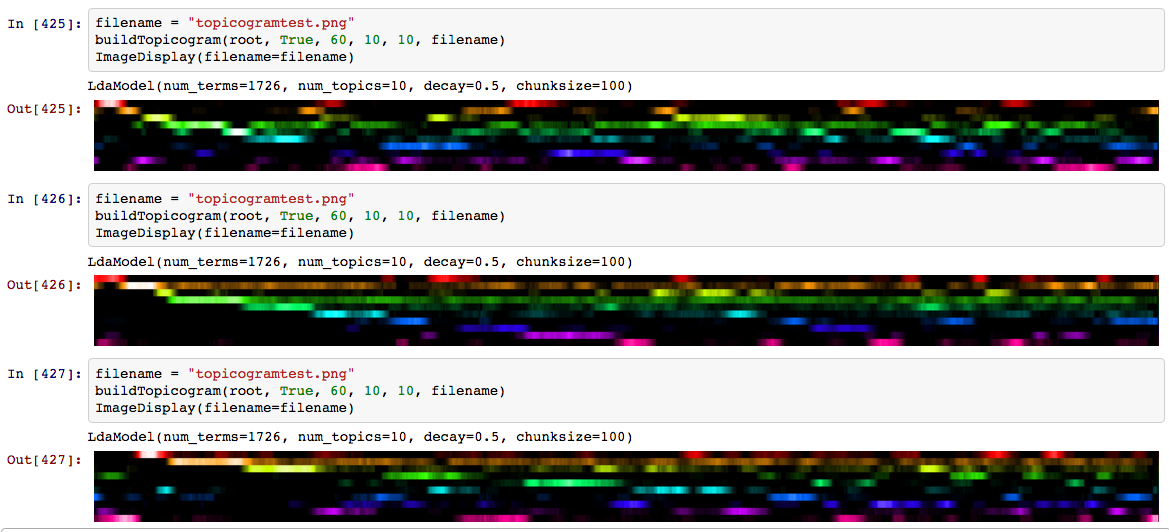 In [425]: filename = "topicogramtest.png"
buildTopicogram(root, True, 60, 10, 10, filename)
ImageDisplay(filename=filename)
LdaModel(num_terms=1726, num_topics=10, decay=0.5, chunksize=100)
Out[425]:
In [426]: filename = "topicogramtest.png"
buildTopicogram(root, True, 60, 10, 10, filename)
ImageDisplay(filename=filename)
LdaModel(num_terms=1726, num_topics=10, decay=0.5, chunksize=100)
Out[426]:
In [427]: filename = "topicogramtest.png"
buildTopicogram(root, True, 60, 10, 10, filename)
ImageDisplay(filename=filename)
LdaModel(num_terms=1726, num_topics=10, decay=0.5, chunksize=100)
Out[427]: